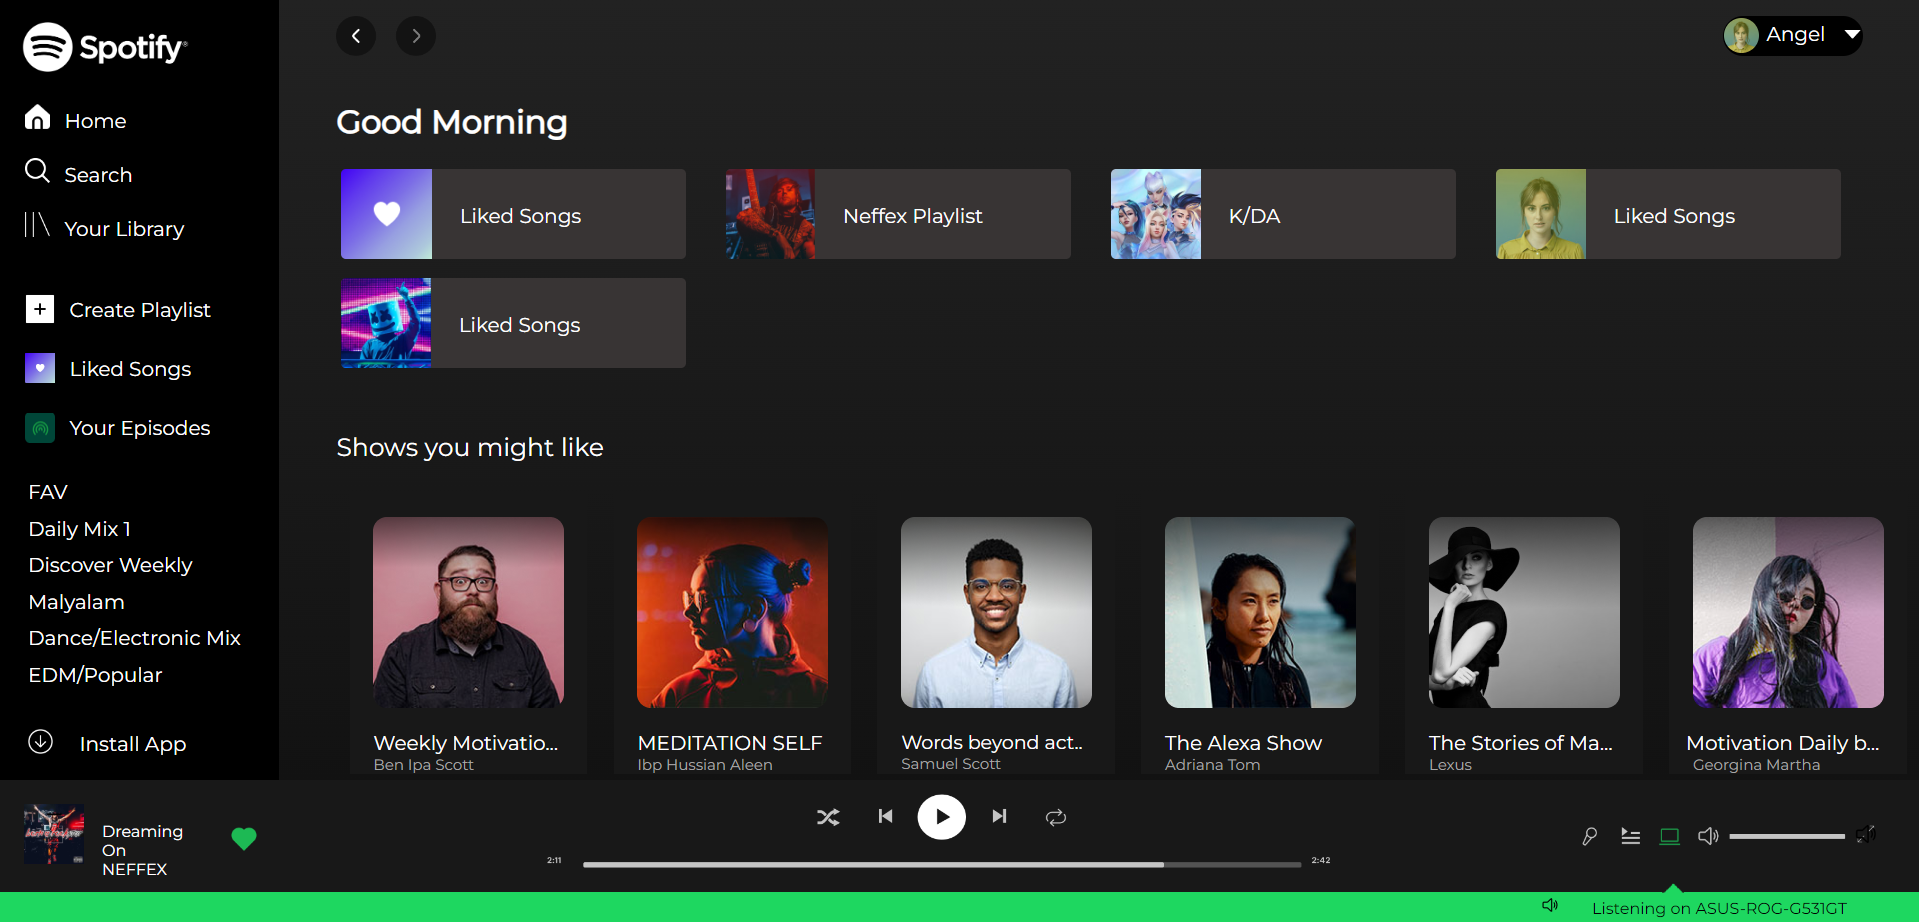 Spotify®
Angel
Home
Search
Your Library
Create Playlist
Liked Songs
Your Episodes
FAV
Daily Mix 1
Discover Weekly
Malyalam
Dance/Electronic Mix
EDM/Popular
Install App
Good Morning
Liked Songs
Neffex Playlist
K/DA
Liked Songs
Liked Songs
Shows you might like
Weekly Motivatio...
Ben Ipa Scott
MEDITATION SELF
Ibp Hussian Aleen
Words beyond act..
Samuel Scott
The Alexa Show
Adriana Tom
The Stories of Ma...
Lexus
Motivation Daily b...
Georgina Martha
Dreaming
On
NEFFEX
2:11
2:42
Listening on ASUS-ROG-G531GT